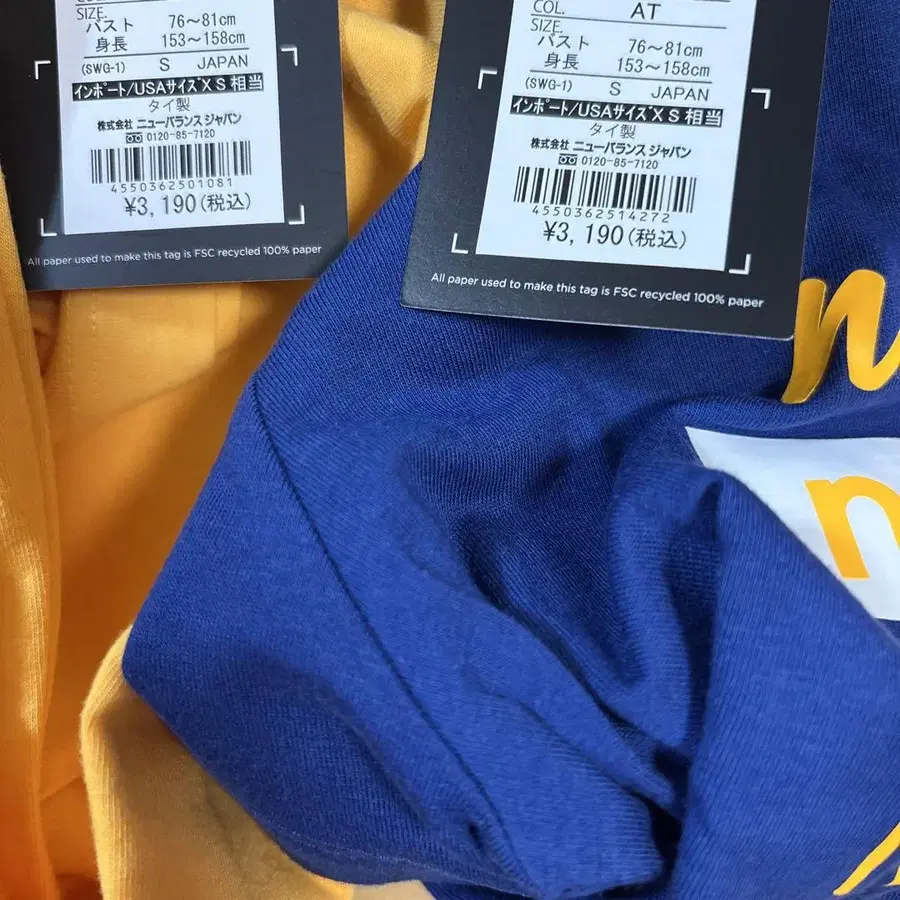 SIZE.
バスト 76〜81cm
身長 153〜158cm
(SWG-1) S JAPAN
インポート/USAサイズXS相当
タイ製
株式会社 ニューバランス ジャパン
0120-85-7120
4550362501081
¥3,190(税込)
All paper used to make this tag is FSC recycled 100% paper
COL. AT
SIZE.
バスト 76〜81cm
身長 153〜158cm
(SWG-1) S JAPAN
インポート/USAサイズXS相当
タイ製
株式会社 ニューバランス ジャパン
0120-85-7120
4550362514272
¥3,190(税込)
All paper used to make this tag is FSC recycled 100% paper
n
n